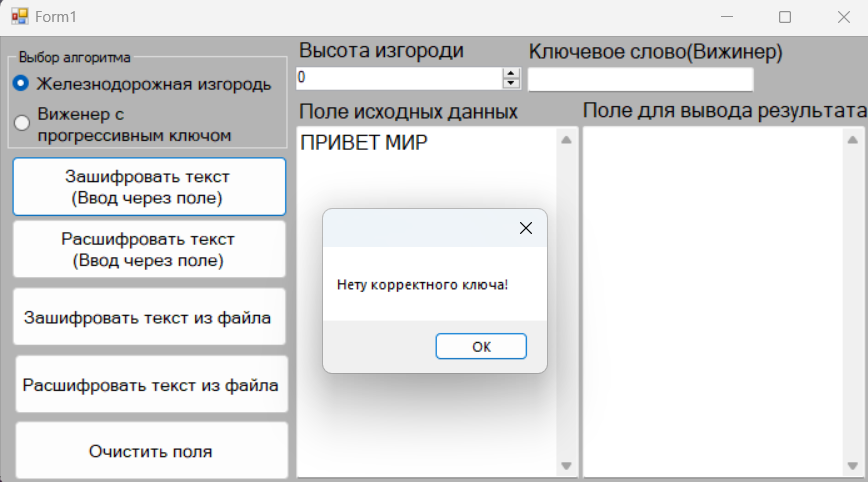 Form1
Выбор алгоритма
Железнодорожная изгородь
Виженер с
прогрессивным ключом
Зашифровать текст
(Ввод через поле)
Расшифровать текст
(Ввод через поле)
Зашифровать текст из файла
Расшифровать текст из файла
Очистить поля
Высота изгороди
0
Ключевое слово(Вижинер)
Поле исходных данных
ПРИВЕТ МИР
Поле для вывода результата
Нету корректного ключа!
OK